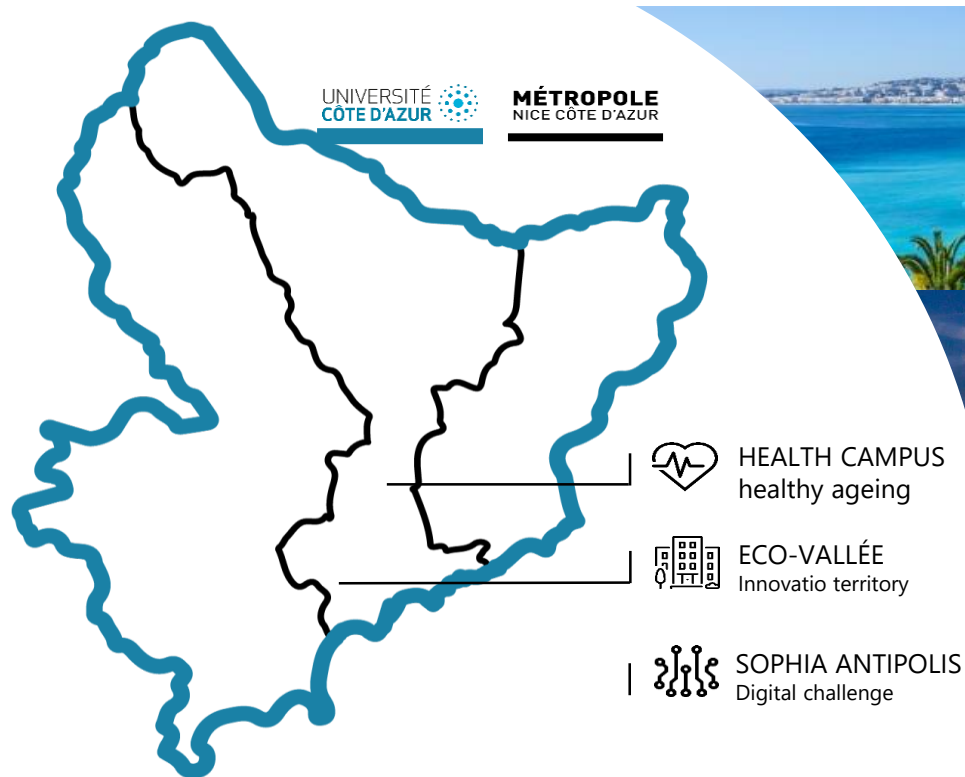 UNIVERSITÉ
CÔTE D'AZUR
MÉTROPOLE
NICE CÔTE D'AZUR
HEALTH CAMPUS
healthy ageing
ECO-VALLÉE
Innovatio territory
SOPHIA ANTIPOLIS
Digital challenge